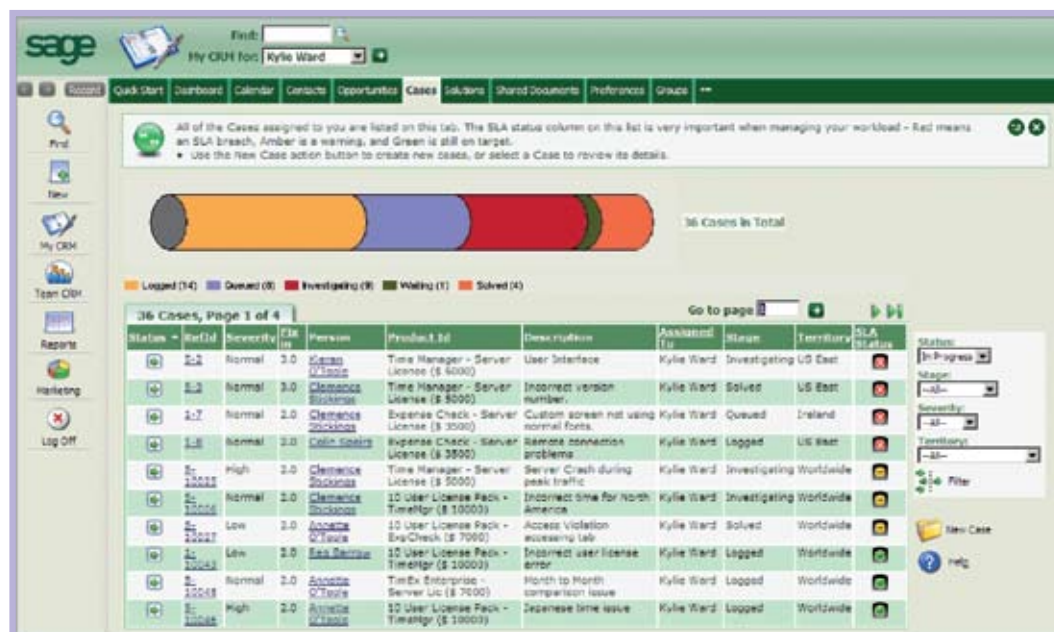 sage
Find:
My CRM for: Kylie Ward
Record
Quick Start Dashboard Calendar Contacts Opportunities Cases Solutions Shared Documents Preferences Groups
All of the Cases assigned to you are listed on this tab. The SLA status column on this list is very important when managing your workload - Red means
an SLA breach, Amber is a warning, and Green is still on target.
• Use the New Case action button to create new cases, or select a Case to review its details.
Find
New
My CRM
Team CRM
Reports
Marketing
Log Off
36 Cases in Total
Logged (14) Queued (8) Investigating (9) Waiting (1) Solved (4)
36 Cases, Page 1 of 4
Go to page
Status RefId Severity Fix in Person Product Id Description Assigned To Stage Territory SLA Status
Normal 3.0 Kieran O'Toole Time Manager - Server License ($ 6000) User Interface Kylie Ward Investigating US East
Normal 3.0 Clemence Stickings Time Manager - Server License ($ 5000) Incorrect version number. Kylie Ward Solved US East
1-7 Normal 2.0 Clemence Stickings Expense Check - Server License ($ 3500) Custom screen not using normal fonts. Kylie Ward Queued Ireland
1-8 Normal 2.0 Colin Expense Check - Server License ($ 3500) Remote connection problems Kylie Ward Logged US East
High 2.0 Clemence Stickings Time Manager - Server License ($ 5000) Server Crash during peak traffic Kylie Ward Investigating Worldwide
Normal 2.0 Clemence Stickings 10 User License Pack - TimeMgr ($ 10000) Incorrect time for North America Kylie Ward Investigating Worldwide
Low 2.0 Annette O'Toole 10 User License Pack - ExpCheck ($ 7000) Access Violation accessing tab Kylie Ward Solved Worldwide
Low 2.0 10 User License Pack - TimeMgr ($ 10000) Incorrect user license error Kylie Ward Logged Worldwide
Normal 2.0 Annette O'Toole TimEx Enterprise - Server Lic ($ 7000) Month to Month comparison issue Kylie Ward Logged Worldwide
High 2.0 Annette O'Toole 10 User License Pack - TimeMgr ($ 10000) Japanese time issue Kylie Ward Logged Worldwide
Status:
In Progress
Stage:
--All--
Severity:
--All--
Territory:
--All--
Filter
New Case
Help